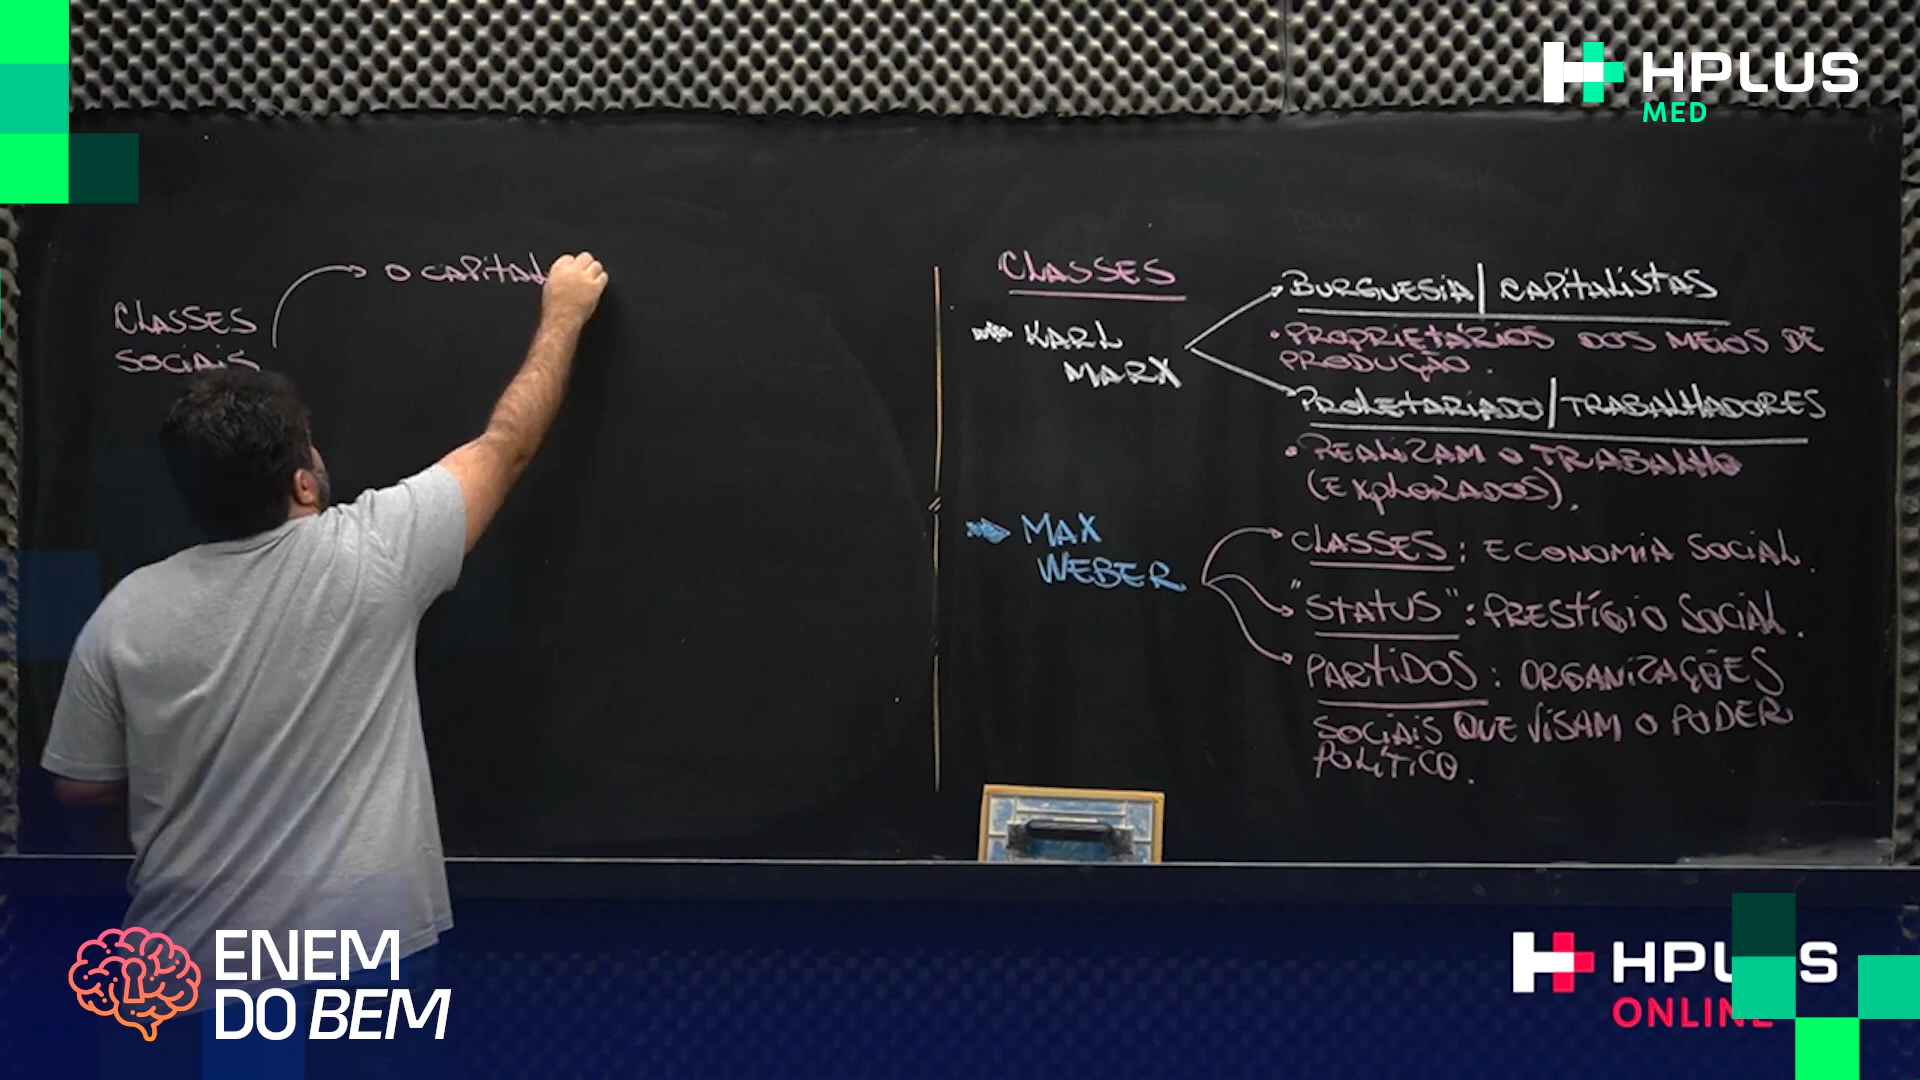 HPLUS
MED
CLASSES
SOCIAIS
O CAPITAL
CLASSES
KARL
MARX
BURGUESIA | CAPITALISTAS
• PROPRIETÁRIOS DOS MEIOS DE
PRODUÇÃO.
PROLETARIADO | TRABALHADORES
• REALIZAM O TRABALHO
(EXPLORADOS).
MAX
WEBER
CLASSES: ECONOMIA SOCIAL.
"STATUS": PRESTÍGIO SOCIAL.
PARTIDOS: ORGANIZAÇÕES
SOCIAIS QUE VISAM O PODER
POLÍTICO.
ENEM
DO BEM
HPLUS
ONLINE